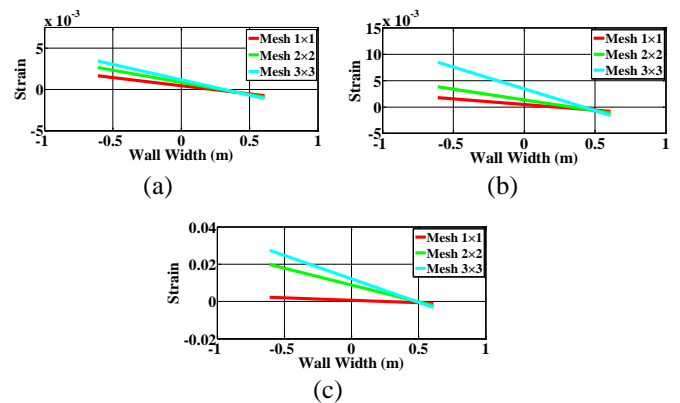 x 10⁻³
5
0
-5
-1
-0.5
0
0.5
1
Strain
Wall Width (m)
Mesh 1×1
Mesh 2×2
Mesh 3×3
(a)
x 10⁻³
15
10
5
0
-5
-1
-0.5
0
0.5
1
Strain
Wall Width (m)
Mesh 1×1
Mesh 2×2
Mesh 3×3
(b)
0.04
0.02
0
-0.02
-1
-0.5
0
0.5
1
Strain
Wall Width (m)
Mesh 1×1
Mesh 2×2
Mesh 3×3
(c)